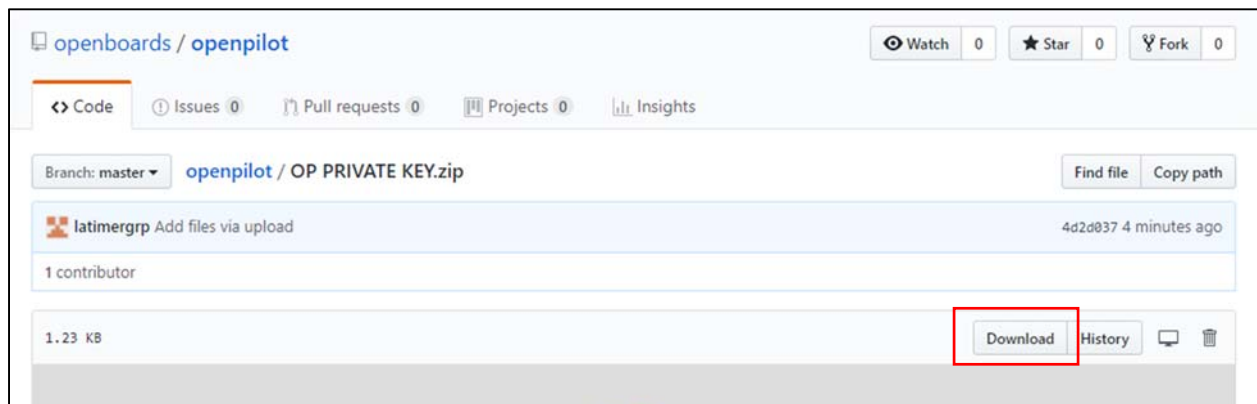 openboards / openpilot
Watch 0 Star 0 Fork 0
Code Issues 0 Pull requests 0 Projects 0 Insights
Branch: master openpilot / OP PRIVATE KEY.zip Find file Copy path
latimergrp Add files via upload 4d2d037 4 minutes ago
1 contributor
1.23 KB Download History